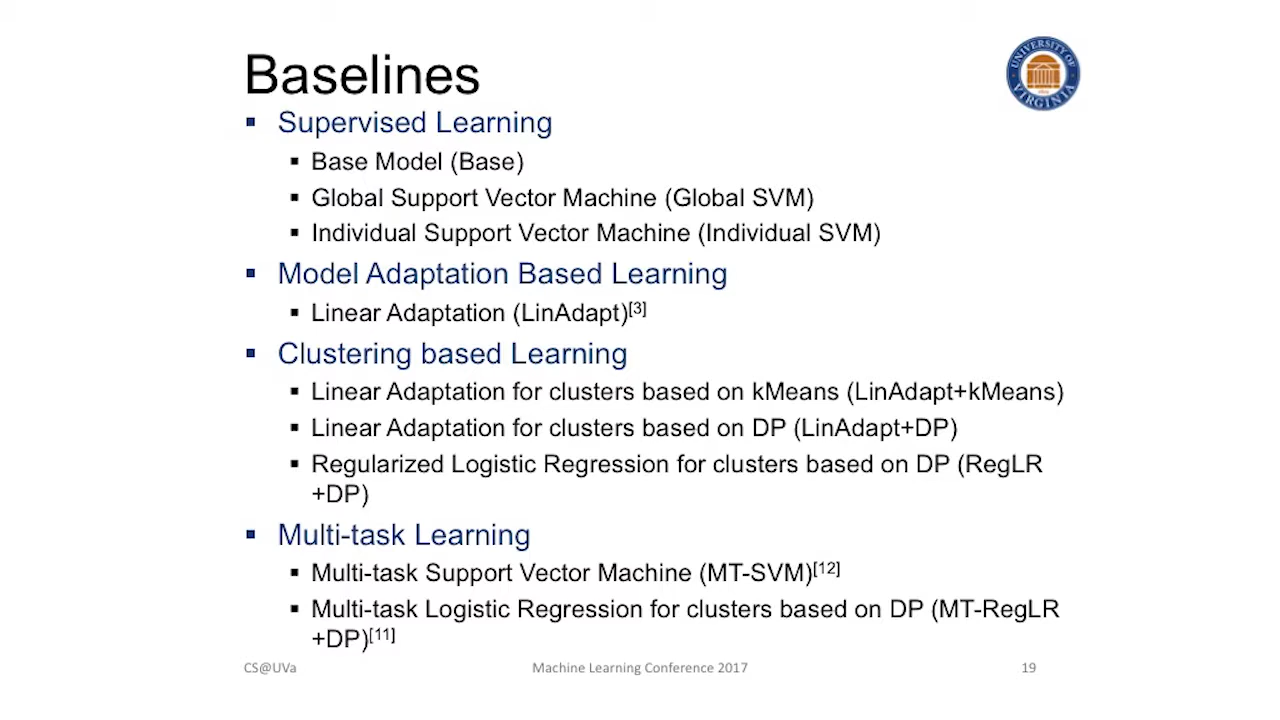 Baselines
UNIVERSITY OF VIRGINIA
▪ Supervised Learning
▪ Base Model (Base)
▪ Global Support Vector Machine (Global SVM)
▪ Individual Support Vector Machine (Individual SVM)
▪ Model Adaptation Based Learning
▪ Linear Adaptation (LinAdapt)[3]
▪ Clustering based Learning
▪ Linear Adaptation for clusters based on kMeans (LinAdapt+kMeans)
▪ Linear Adaptation for clusters based on DP (LinAdapt+DP)
▪ Regularized Logistic Regression for clusters based on DP (RegLR
+DP)
▪ Multi-task Learning
▪ Multi-task Support Vector Machine (MT-SVM)[12]
▪ Multi-task Logistic Regression for clusters based on DP (MT-RegLR
+DP)[11]
CS@UVa
Machine Learning Conference 2017
19